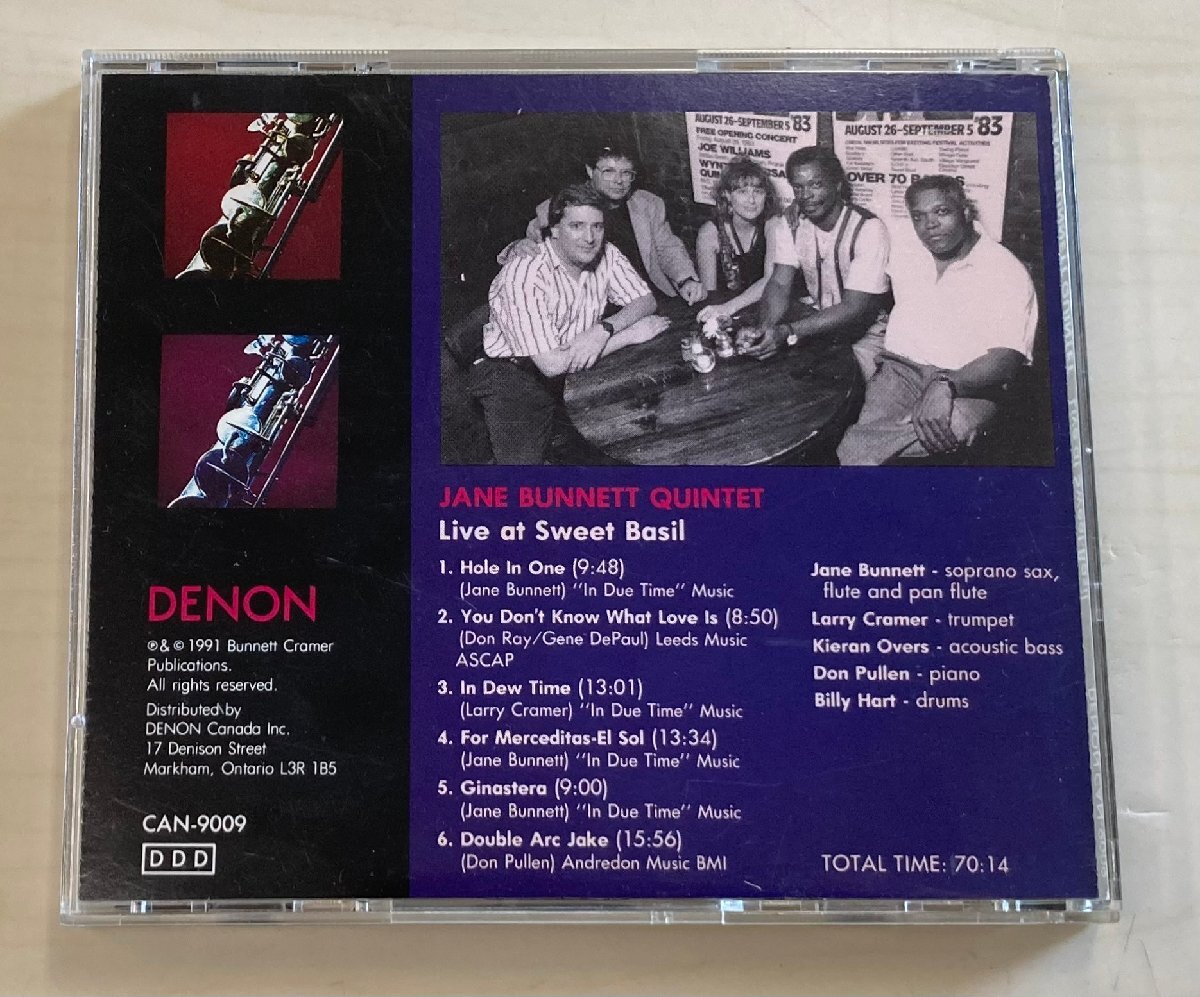 AUGUST 26-SEPTEMBER 5 '83
FREE OPENING CONCERT
JOE WILLIAMS
AUGUST 26-SEPTEMBER 5 '83
OVER 70
JANE BUNNETT QUINTET
Live at Sweet Basil
1. Hole In One (9:48)
(Jane Bunnett) "In Due Time" Music
2. You Don't Know What Love Is (8:50)
(Don Ray/Gene DePaul) Leeds Music
ASCAP
3. In Dew Time (13:01)
(Larry Cramer) "In Due Time" Music
4. For Merceditas-El Sol (13:34)
(Jane Bunnett) "In Due Time" Music
5. Ginastera (9:00)
(Jane Bunnett) "In Due Time" Music
6. Double Arc Jake (15:56)
(Don Pullen) Andredon Music BMI
Jane Bunnett - soprano sax,
flute and pan flute
Larry Cramer - trumpet
Kieran Overs - acoustic bass
Don Pullen - piano
Billy Hart - drums
TOTAL TIME: 70:14
DENON
℗ & © 1991 Bunnett Cramer
Publications.
All rights reserved.
Distributed by
DENON Canada Inc.
17 Denison Street
Markham, Ontario L3R 1B5
CAN-9009
DDD